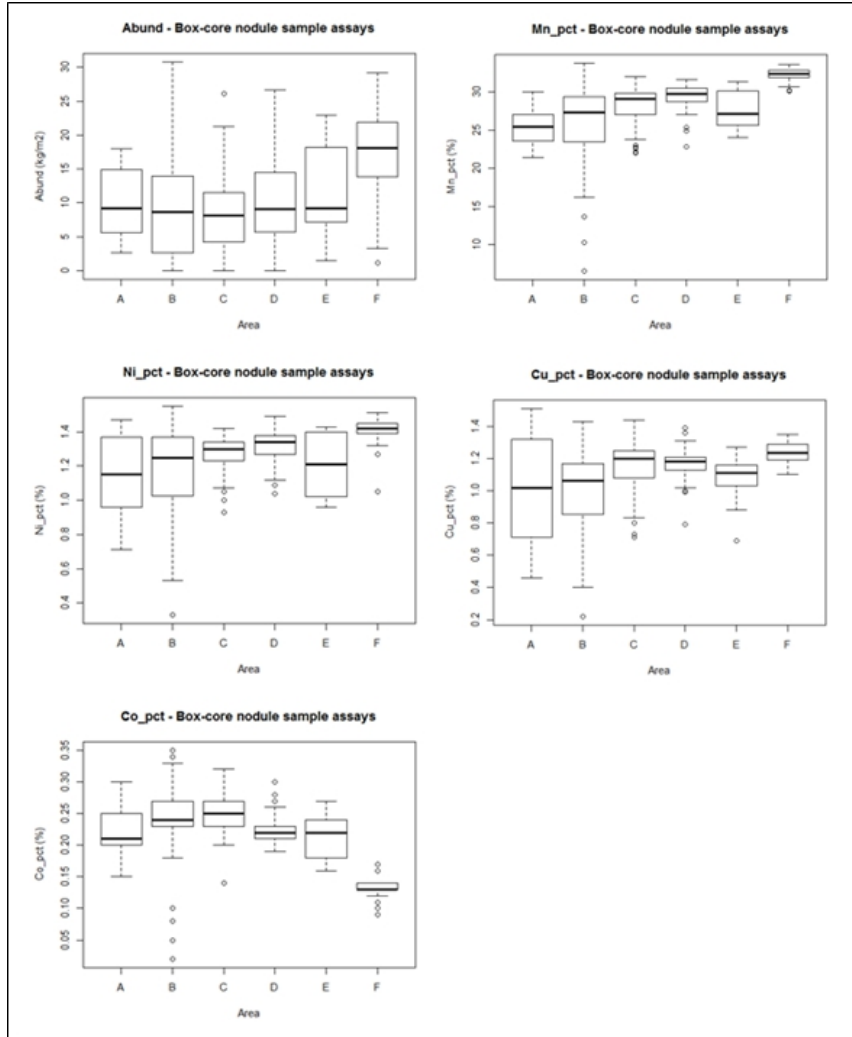 Abund - Box-core nodule sample assays
Abund (kg/m2)
30
25
20
15
10
5
0
A B C D E F
Area
Mn_pct - Box-core nodule sample assays
Mn_pct (%)
30
25
20
15
10
A B C D E F
Area
Ni_pct - Box-core nodule sample assays
Ni_pct (%)
1.4
1.2
1.0
0.8
0.6
0.4
A B C D E F
Area
Cu_pct - Box-core nodule sample assays
Cu_pct (%)
1.4
1.2
1.0
0.8
0.6
0.4
0.2
A B C D E F
Area
Co_pct - Box-core nodule sample assays
Co_pct (%)
0.35
0.30
0.25
0.20
0.15
0.10
0.05
A B C D E F
Area